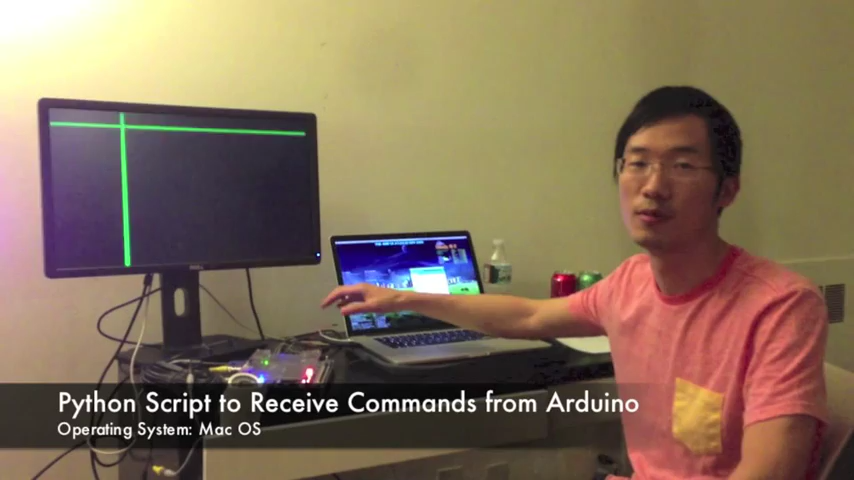 Python Script to Receive Commands from Arduino
Operating System: Mac OS